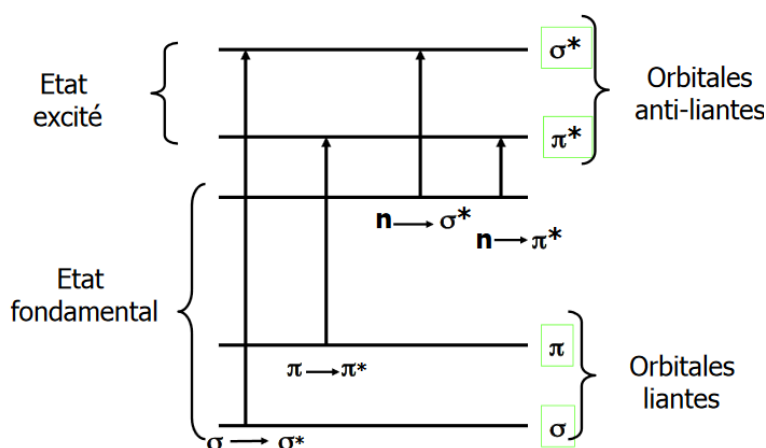 σ*
Etat
excité
Orbitales
anti-liantes
π*
n → σ*
n → π*
Etat
fondamental
π
π → π*
Orbitales
liantes
σ
σ → σ*